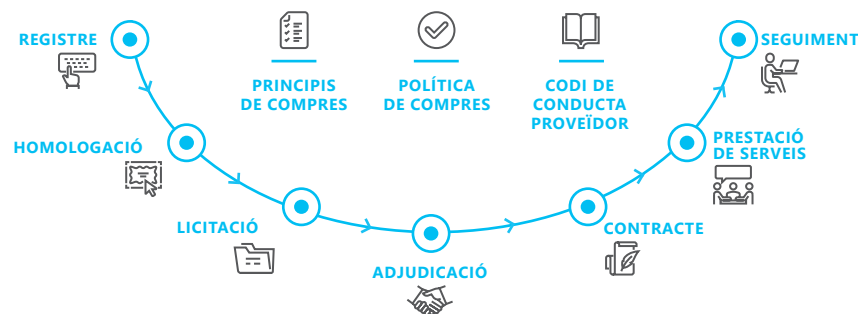 REGISTRE
SEGUIMENT
PRINCIPIS
DE COMPRES
POLÍTICA
DE COMPRES
CODI DE
CONDUCTA
PROVEÏDOR
HOMOLOGACIÓ
PRESTACIÓ
DE SERVEIS
LICITACIÓ
CONTRACTE
ADJUDICACIÓ